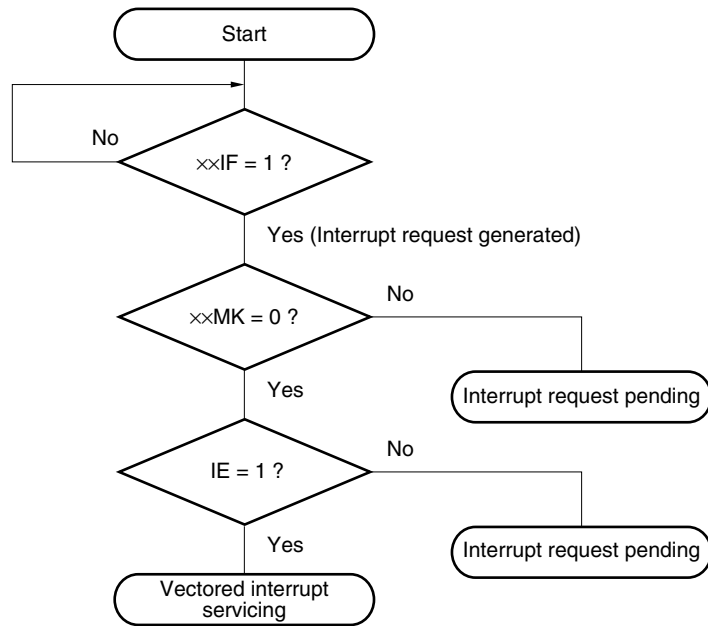 Start
No
××IF = 1 ?
Yes (Interrupt request generated)
××MK = 0 ?
No
Interrupt request pending
Yes
IE = 1 ?
No
Interrupt request pending
Yes
Vectored interrupt
servicing